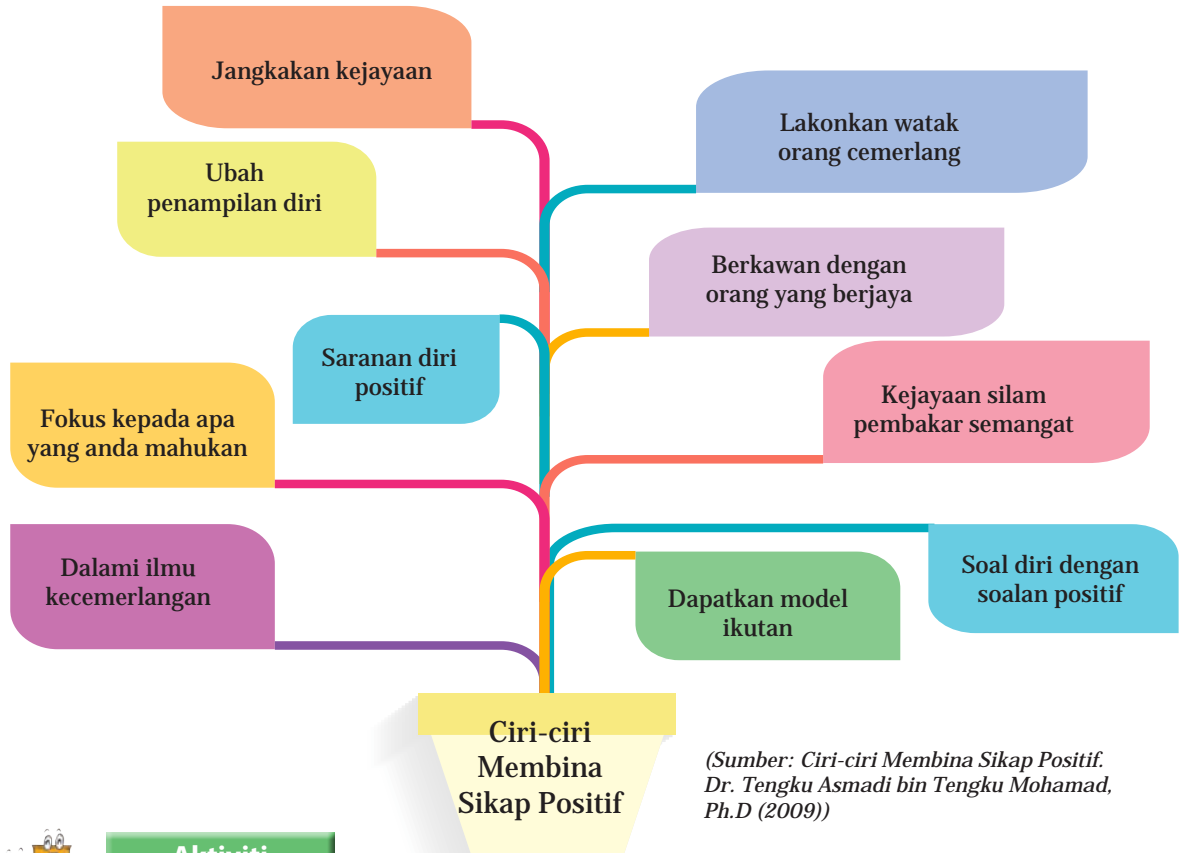 Jangkakan kejayaan
Lakonkan watak
orang cemerlang
Ubah
penampilan diri
Berkawan dengan
orang yang berjaya
Saranan diri
positif
Kejayaan silam
pembakar semangat
Fokus kepada apa
yang anda mahukan
Dalami ilmu
kecemerlangan
Dapatkan model
ikutan
Soal diri dengan
soalan positif
Ciri-ciri
Membina
Sikap Positif
(Sumber: Ciri-ciri Membina Sikap Positif.
Dr. Tengku Asmadi bin Tengku Mohamad,
Ph.D (2009))
Aktiviti